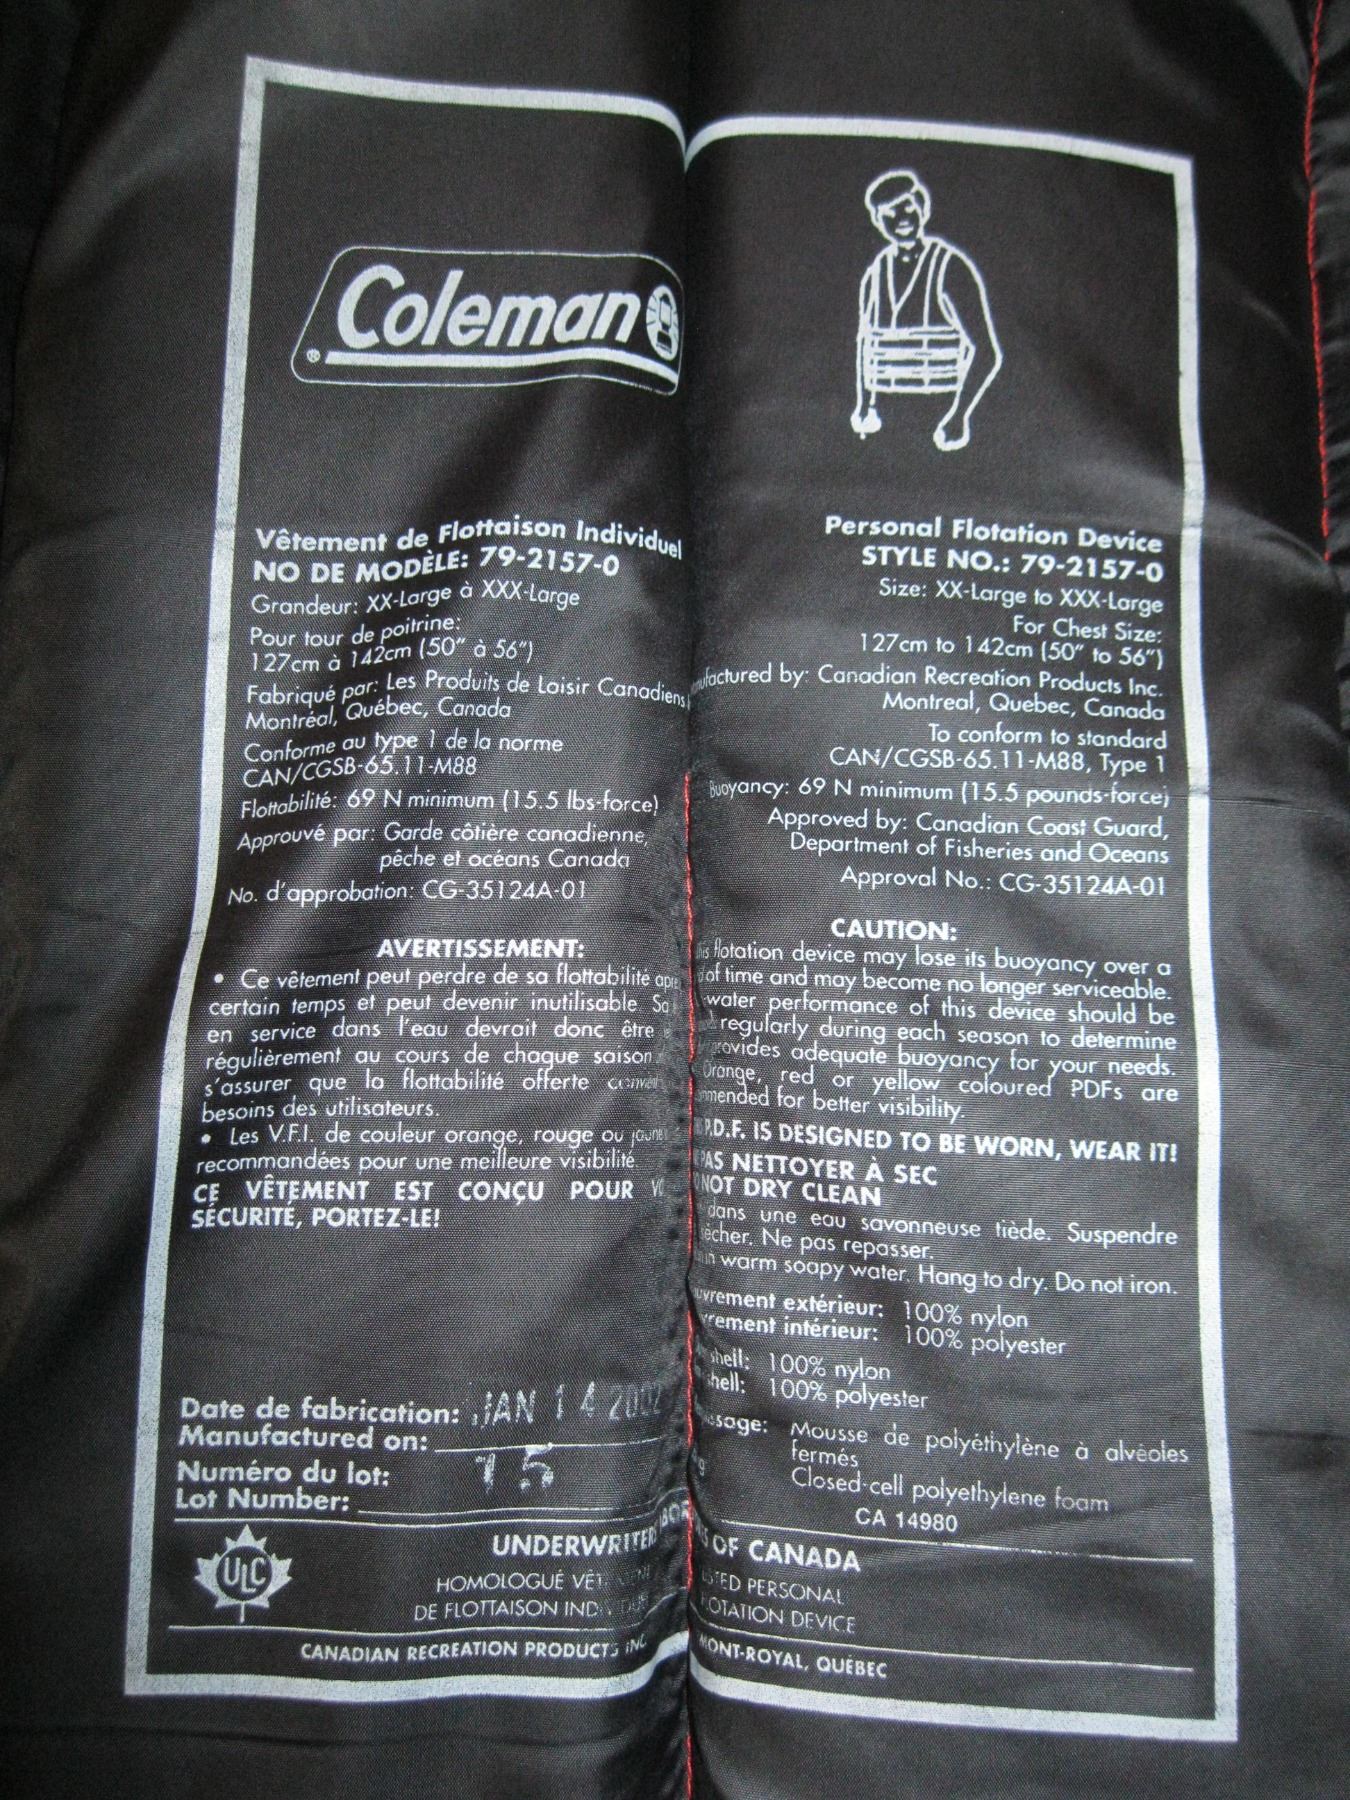 Coleman
®
Vêtement de Flottaison Individuel
NO DE MODÈLE: 79-2157-0
Grandeur: XX-Large à XXX-Large
Pour tour de poitrine:
127cm à 142cm (50" à 56")
Fabriqué par: Les Produits de Loisir Canadiens
Montréal, Québec, Canada
Conforme au type 1 de la norme
CAN/CGSB-65.11-M88
Flottabilité: 69 N minimum (15.5 lbs-force)
Approuvé par: Garde côtière canadienne,
pêche et océans Canada
No. d'approbation: CG-35124A-01
AVERTISSEMENT:
• Ce vêtement peut perdre de sa flottabilité
certain temps et peut devenir inutilisable
en service dans l'eau devrait donc être
régulièrement au cours de chaque saison
s'assurer que la flottabilité offerte
besoins des utilisateurs.
• Les V.F.I. de couleur orange, rouge ou jaune
recommandées pour une meilleure visibilité
CE VÊTEMENT EST CONÇU POUR
SÉCURITÉ, PORTEZ-LE!
Date de fabrication: JAN 14 2002
Manufactured on:
Numéro du lot: 15
Lot Number:
Personal Flotation Device
STYLE NO.: 79-2157-0
Size: XX-Large to XXX-Large
For Chest Size:
127cm to 142cm (50" to 56")
by: Canadian Recreation Products Inc.
Montreal, Quebec, Canada
To conform to standard
CAN/CGSB-65.11-M88, Type 1
Buoyancy: 69 N minimum (15.5 pounds-force)
Approved by: Canadian Coast Guard,
Department of Fisheries and Oceans
Approval No.: CG-35124A-01
CAUTION:
flotation device may lose its buoyancy over a
of time and may become no longer serviceable.
water performance of this device should be
regularly during each season to determine
provides adequate buoyancy for your needs.
Orange, red or yellow coloured PDFs are
for better visibility.
P.D.F. IS DESIGNED TO BE WORN, WEAR IT!
PAS NETTOYER À SEC
NOT DRY CLEAN
dans une eau savonneuse tiède. Suspendre
sécher. Ne pas repasser.
in warm soapy water. Hang to dry. Do not iron.
extérieur: 100% nylon
intérieur: 100% polyester
shell: 100% nylon
shell: 100% polyester
Mousse de polyéthylène à alvéoles
fermés
Closed-cell polyethylene foam
CA 14980
ULC
UNDERWRITERS OF CANADA
HOMOLOGUÉ PERSONAL
DE FLOTTAISON DEVICE
CANADIAN RECREATION PRODUCTS INC. MONT-ROYAL, QUÉBEC